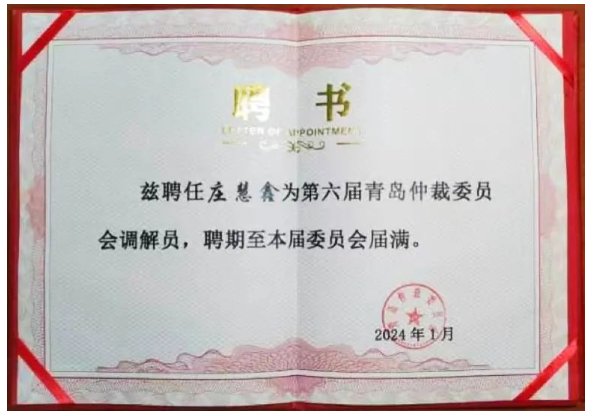 聘书
LETTER OF APPOINTMENT
兹聘任庄慧鑫为第六届青岛仲裁委员
会调解员，聘期至本届委员会届满。
2024年1月